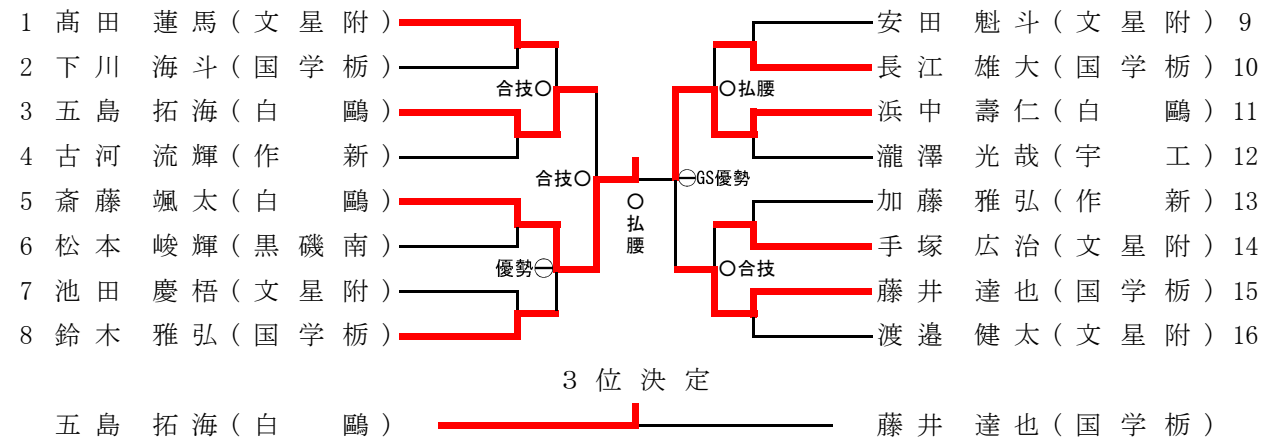 1 髙田 蓮馬(文星附) 安田 魁斗(文星附) 9
2 下川 海斗(国学栃) 長江 雄大(国学栃) 10
合技○ ○払腰
3 五島 拓海(白 鷗) 浜中 壽仁(白 鷗) 11
4 古河 流輝(作 新) 瀧澤 光哉(宇 工) 12
合技○ ○払腰 ㊀GS優勢
5 斎藤 颯太(白 鷗) 加藤 雅弘(作 新) 13
6 松本 峻輝(黒磯南) 手塚 広治(文星附) 14
優勢㊀ ○合技
7 池田 慶梧(文星附) 藤井 達也(国学栃) 15
8 鈴木 雅弘(国学栃) 渡邉 健太(文星附) 16
3位決定
五島 拓海(白 鷗) 藤井 達也(国学栃)